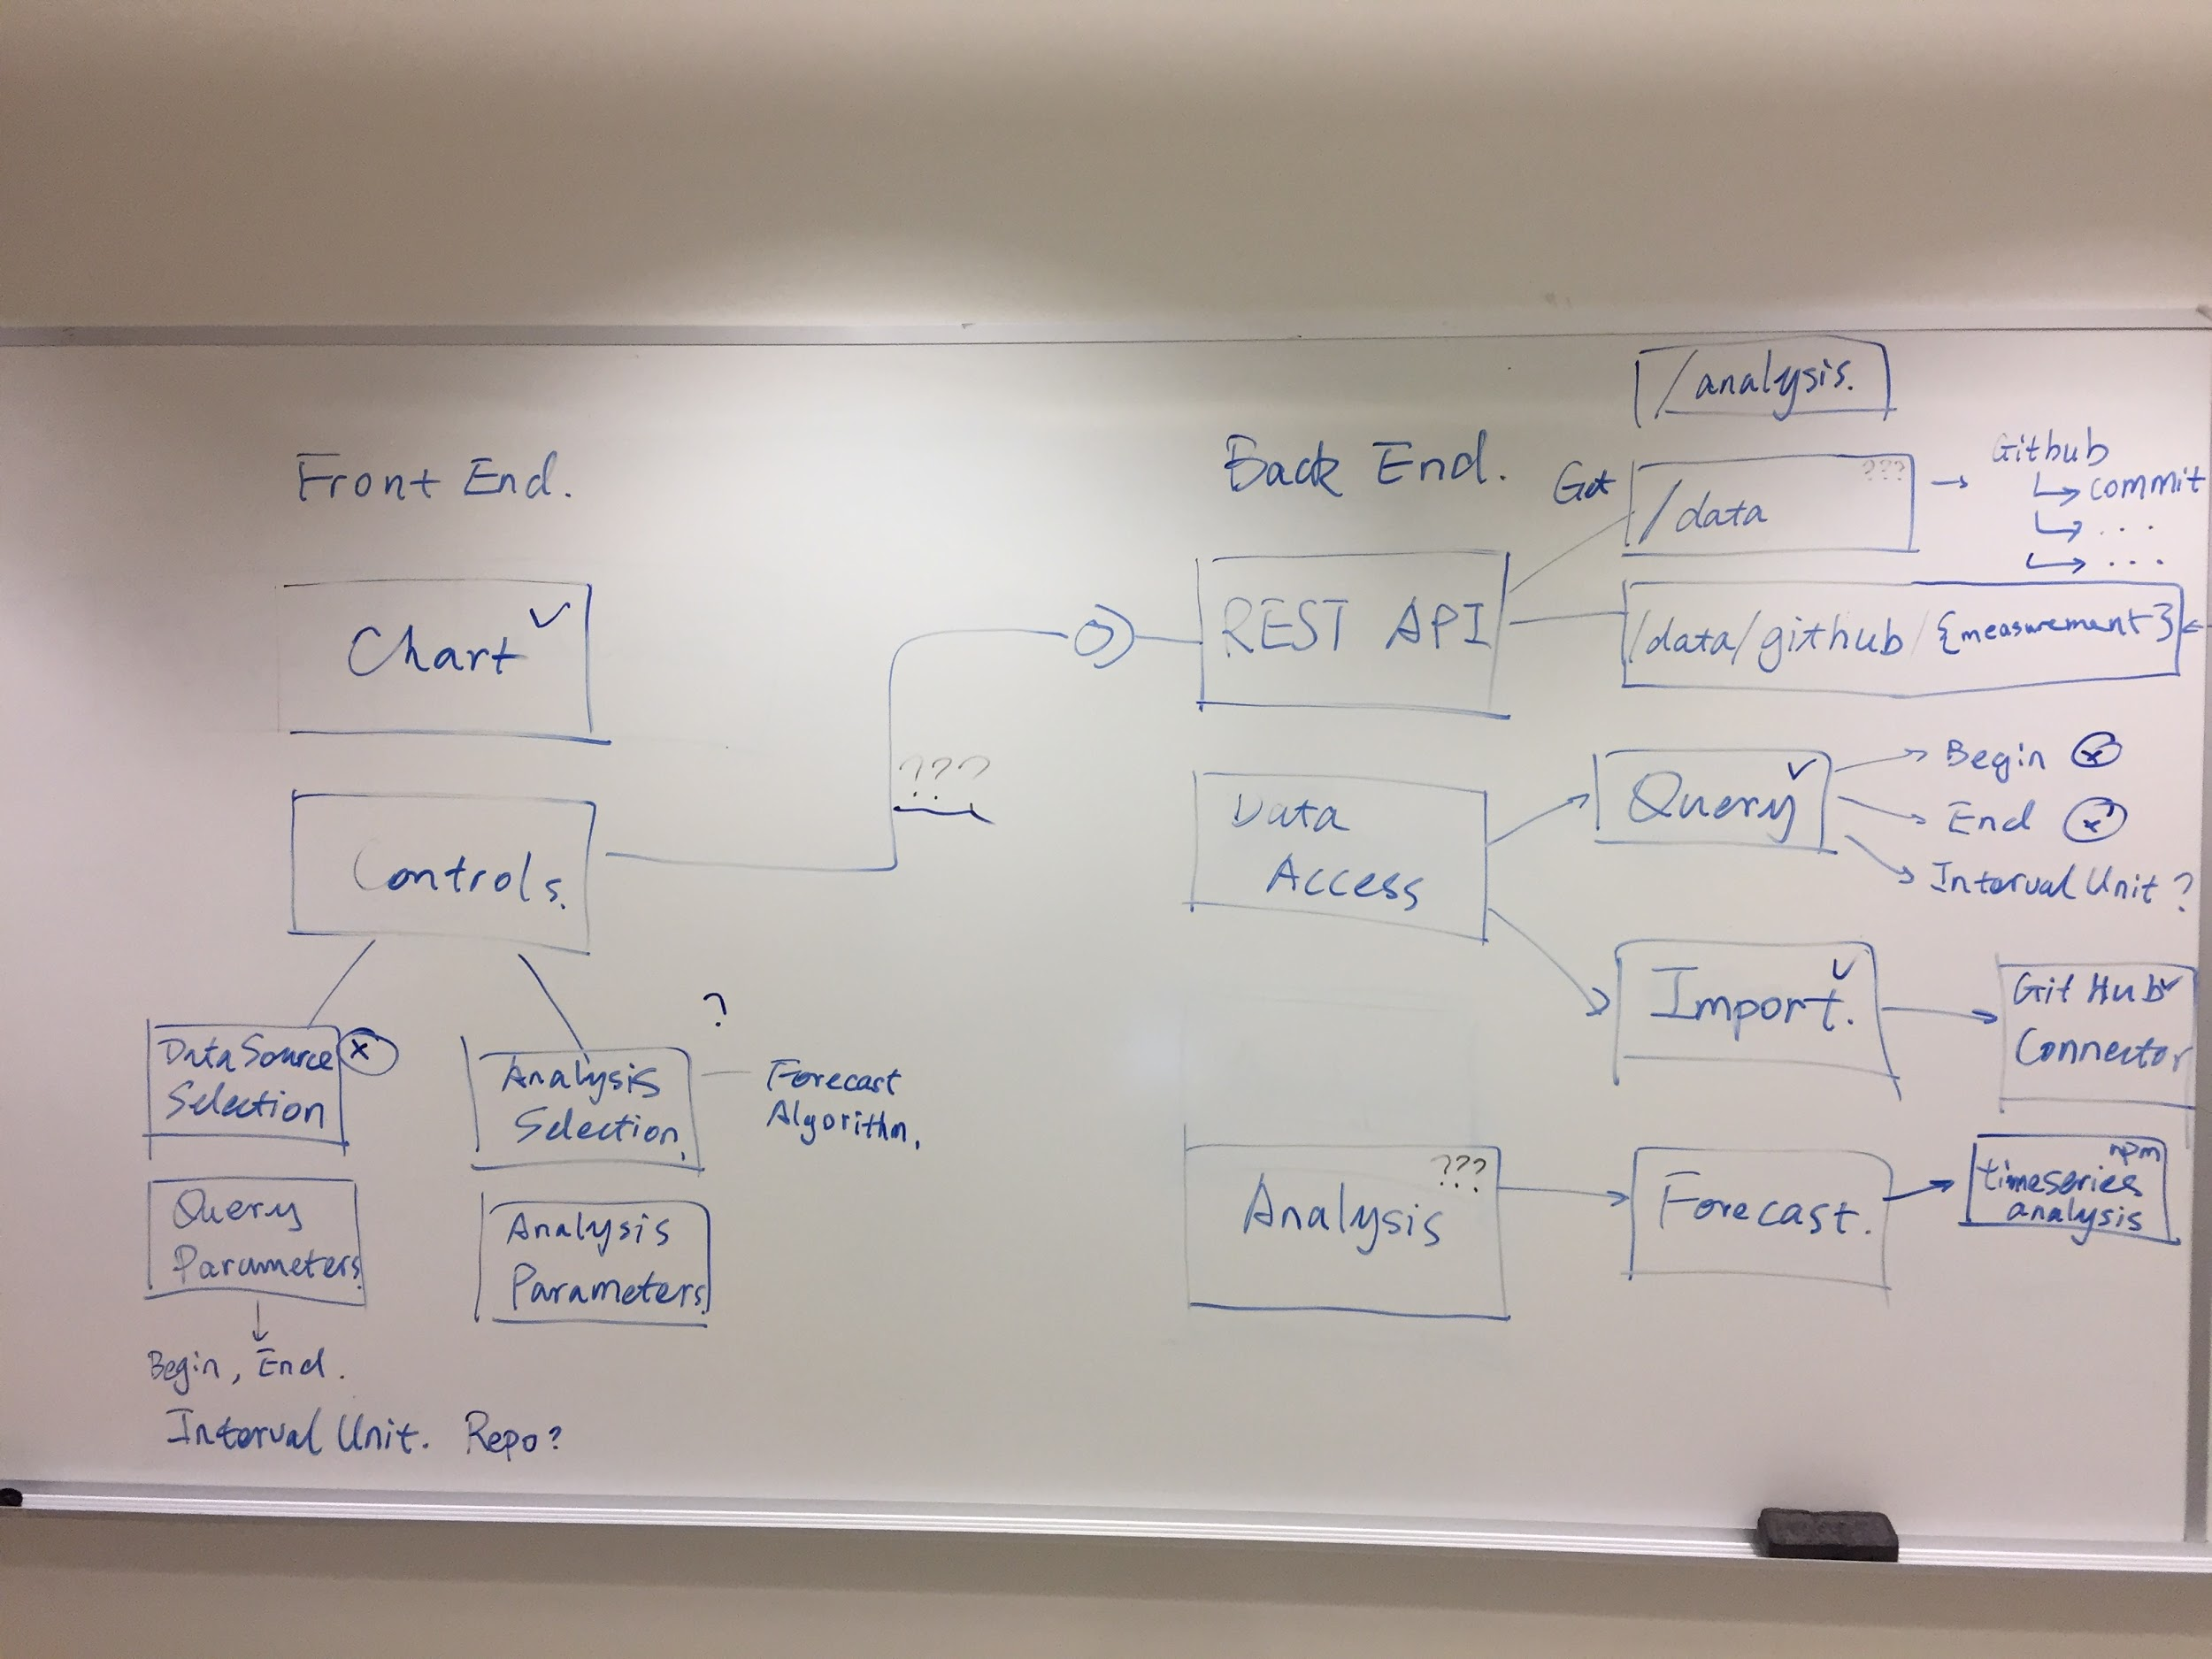 Front End.
Chart ✓
Controls.
???
Data Source ⓧ
Selection
Query
Parameters
Begin, End.
Interval Unit. Repo?
?
Analysis
Selection.
Forecast
Algorithm.
Analysis
Parameters
Back End.
REST API
/analysis.
Get
/data ???
Github
commit
...
...
/data/github/{measurement}
Data
Access
Query ✓
Begin ⓧ
End ⓧ
Interval Unit ?
Import. ✓
GitHub ✓
Connector
Analysis ???
Forecast.
npm
timeseries
analysis